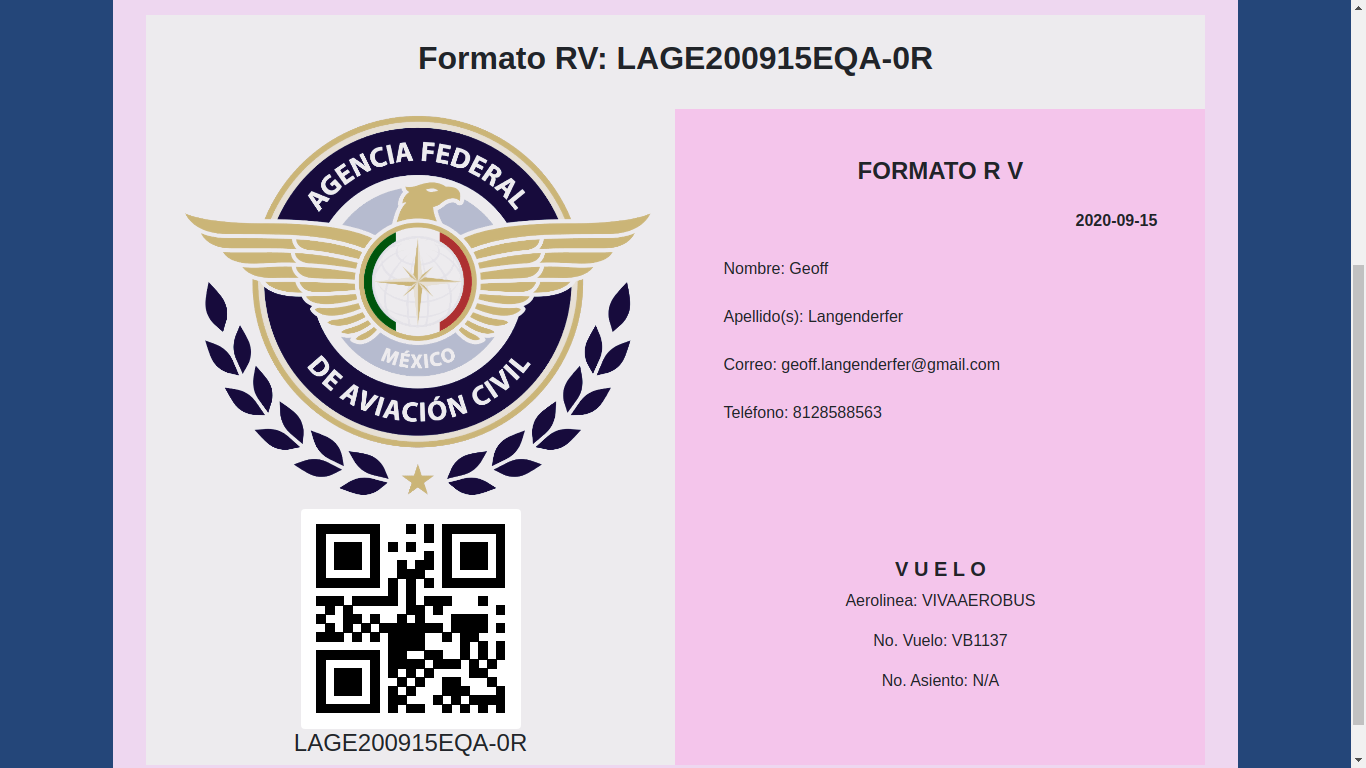 Formato RV: LAGE200915EQA-0R
AGENCIA FEDERAL
MÉXICO
DE AVIACIÓN CIVIL
LAGE200915EQA-0R
FORMATO R V
2020-09-15
Nombre: Geoff
Apellido(s): Langenderfer
Correo: geoff.langenderfer@gmail.com
Teléfono: 8128588563
V U E L O
Aerolinea: VIVAAEROBUS
No. Vuelo: VB1137
No. Asiento: N/A